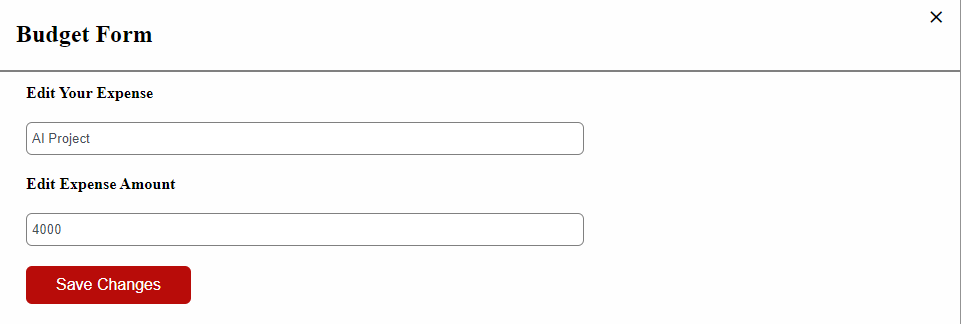 Budget Form
Edit Your Expense
AI Project
Edit Expense Amount
4000
Save Changes